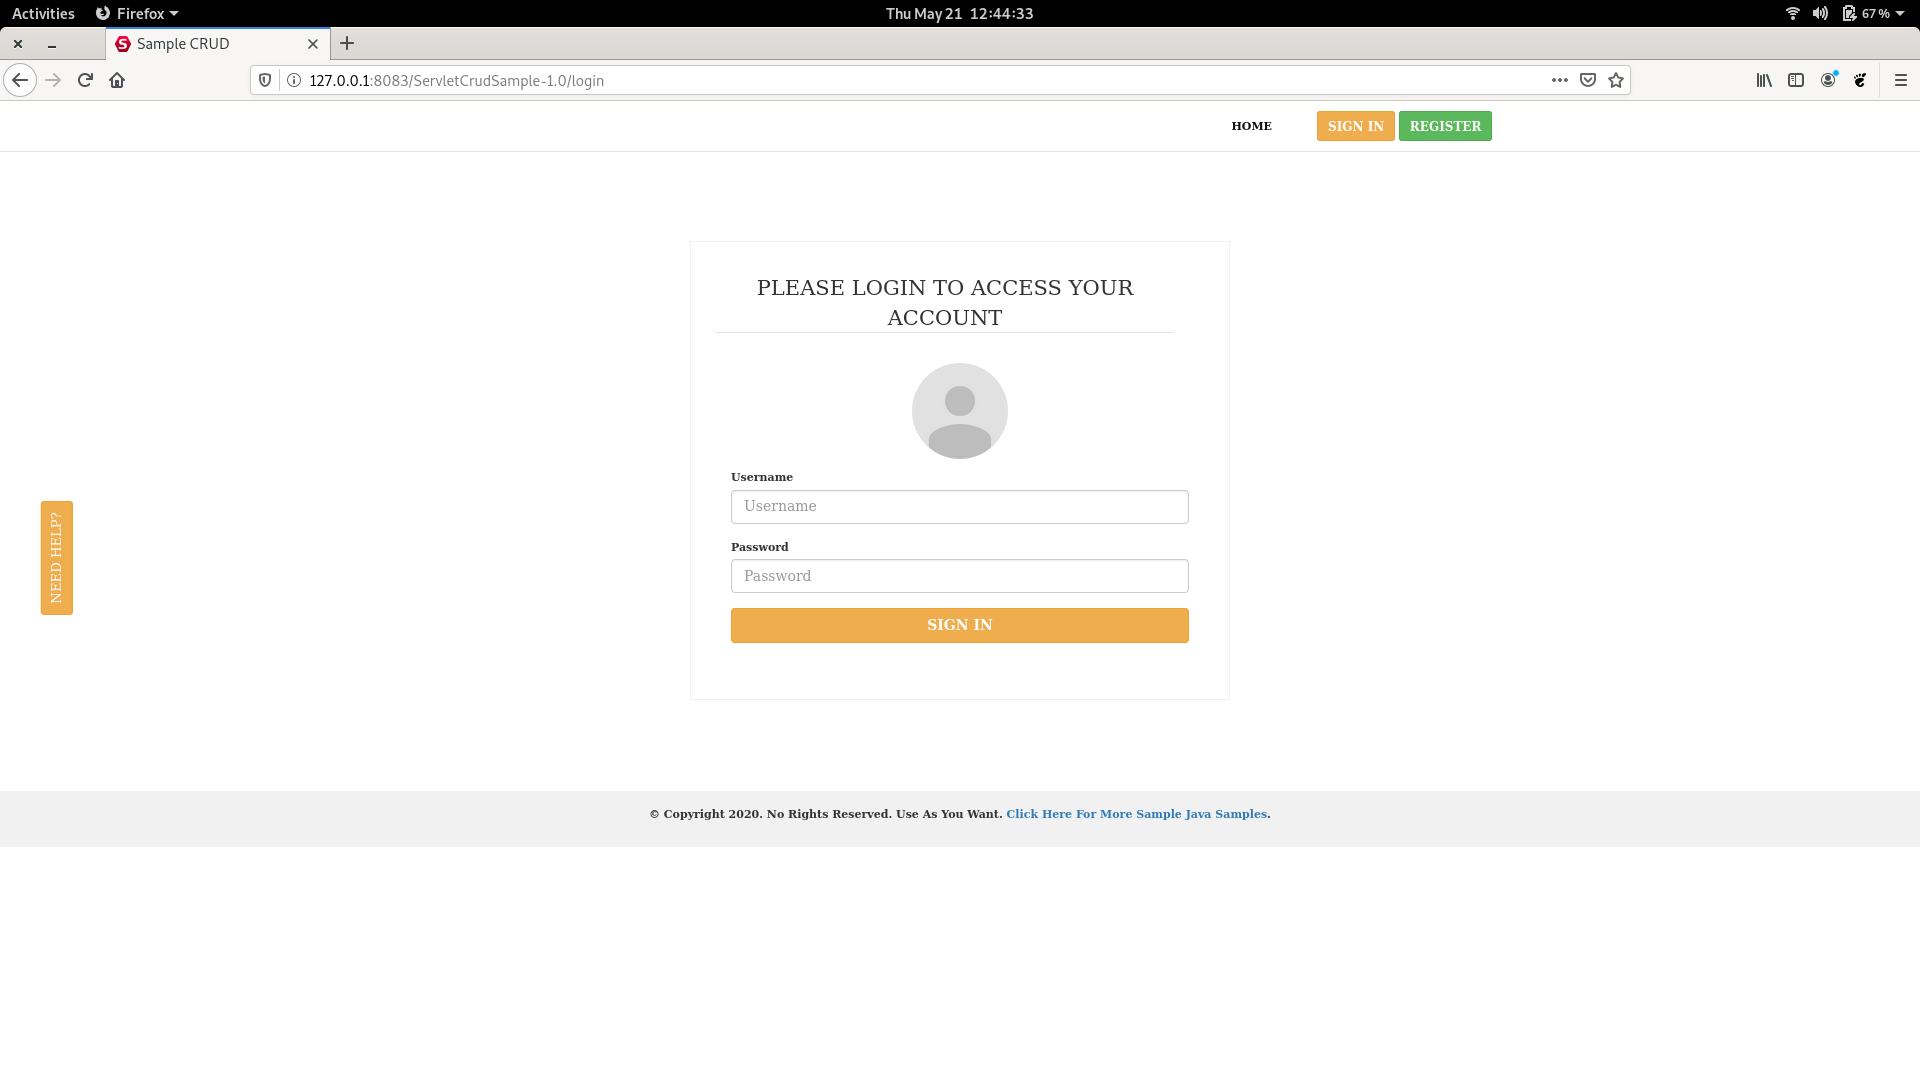 Activities Firefox Thu May 21 12:44:33 67 %
Sample CRUD
127.0.0.1:8083/ServletCrudSample-1.0/login
HOME SIGN IN REGISTER
PLEASE LOGIN TO ACCESS YOUR
ACCOUNT
Username
Username
Password
Password
SIGN IN
NEED HELP?
© Copyright 2020. No Rights Reserved. Use As You Want. Click Here For More Sample Java Samples.